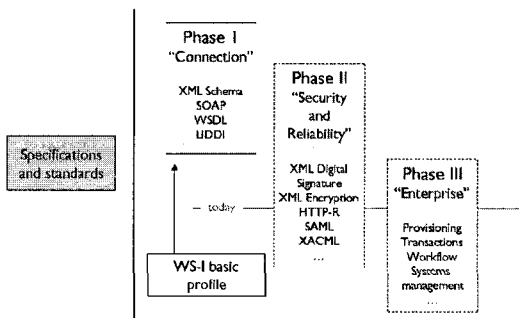 Specifications
and standards
Phase I
"Connection"
XML Schema
SOAP
WSDL
UDDI
today
WS-I basic
profile
Phase II
"Security
and
Reliability"
XML Digital
Signature
XML Encryption
HTTP-R
SAML
XACML
...
Phase III
"Enterprise"
Provisioning
Transactions
Workflow
Systems
management
...